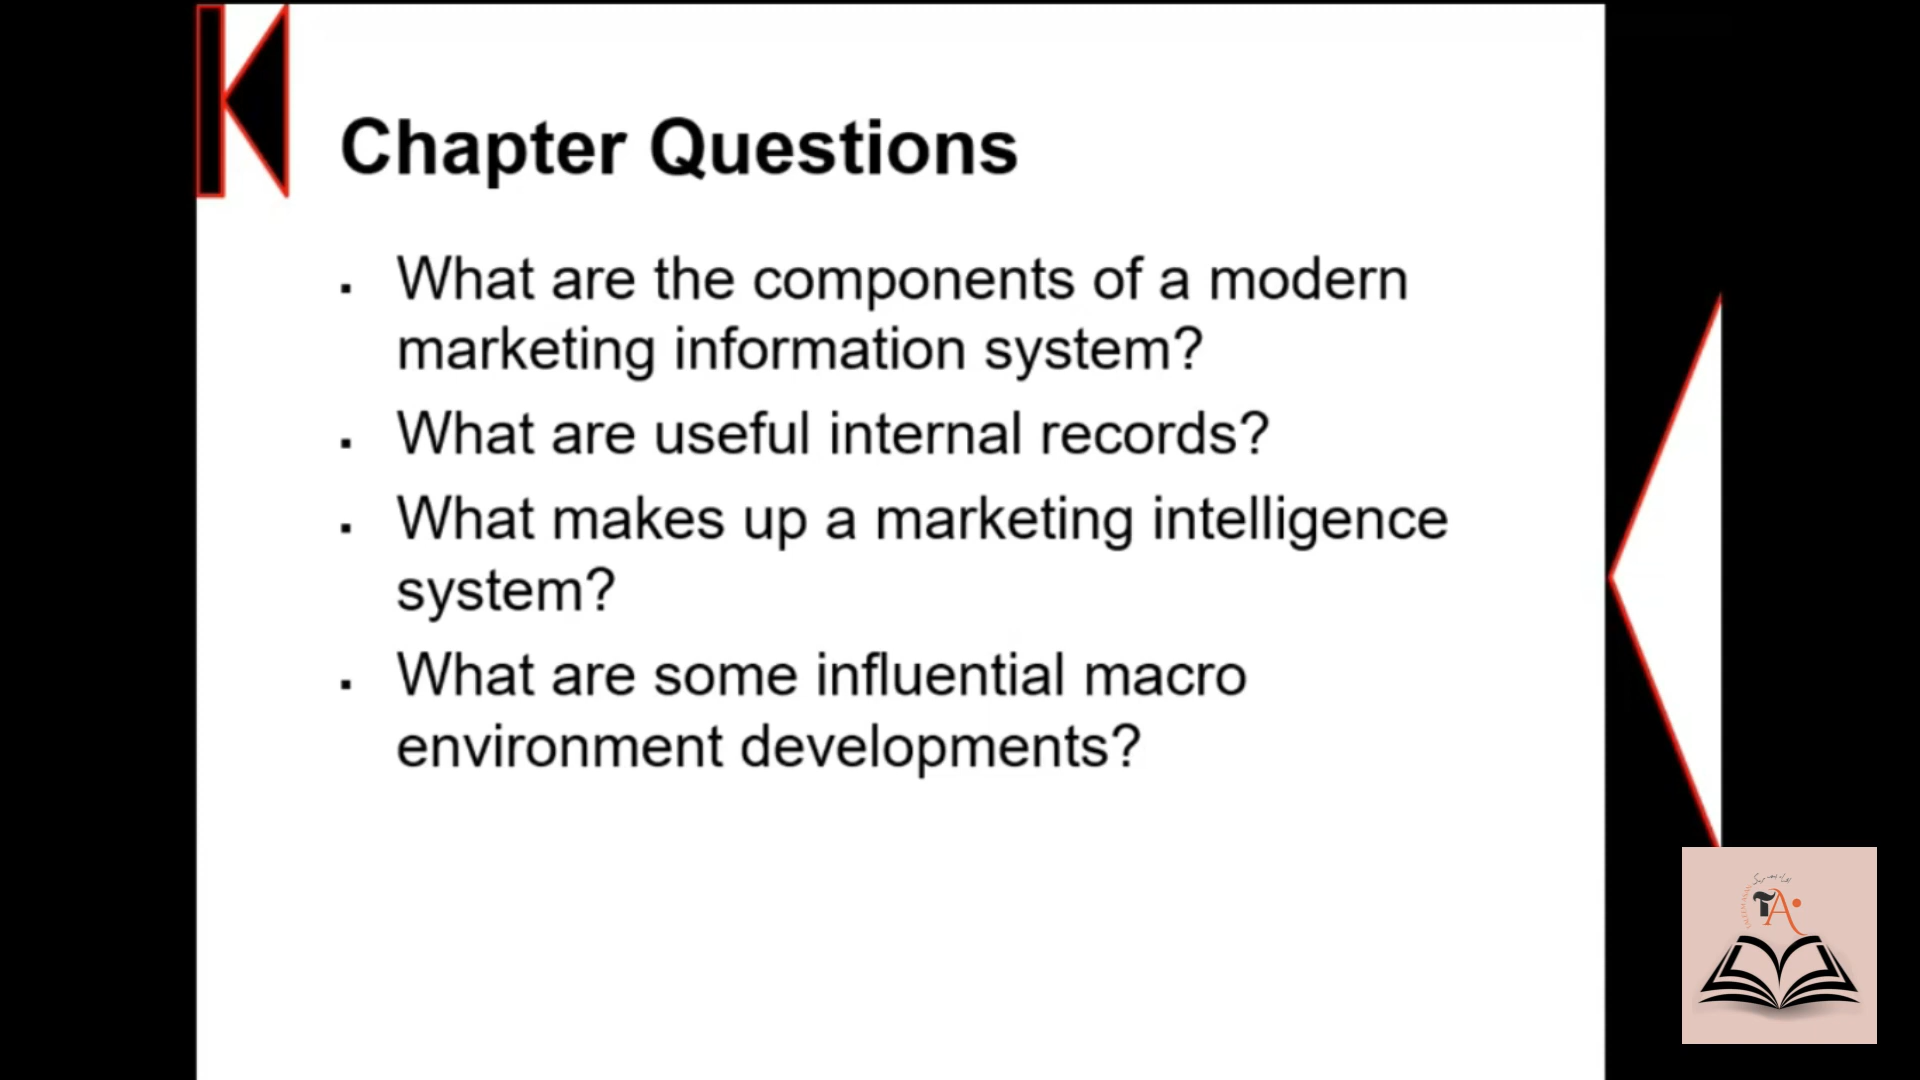 Chapter Questions
▪ What are the components of a modern
marketing information system?
▪ What are useful internal records?
▪ What makes up a marketing intelligence
system?
▪ What are some influential macro
environment developments?